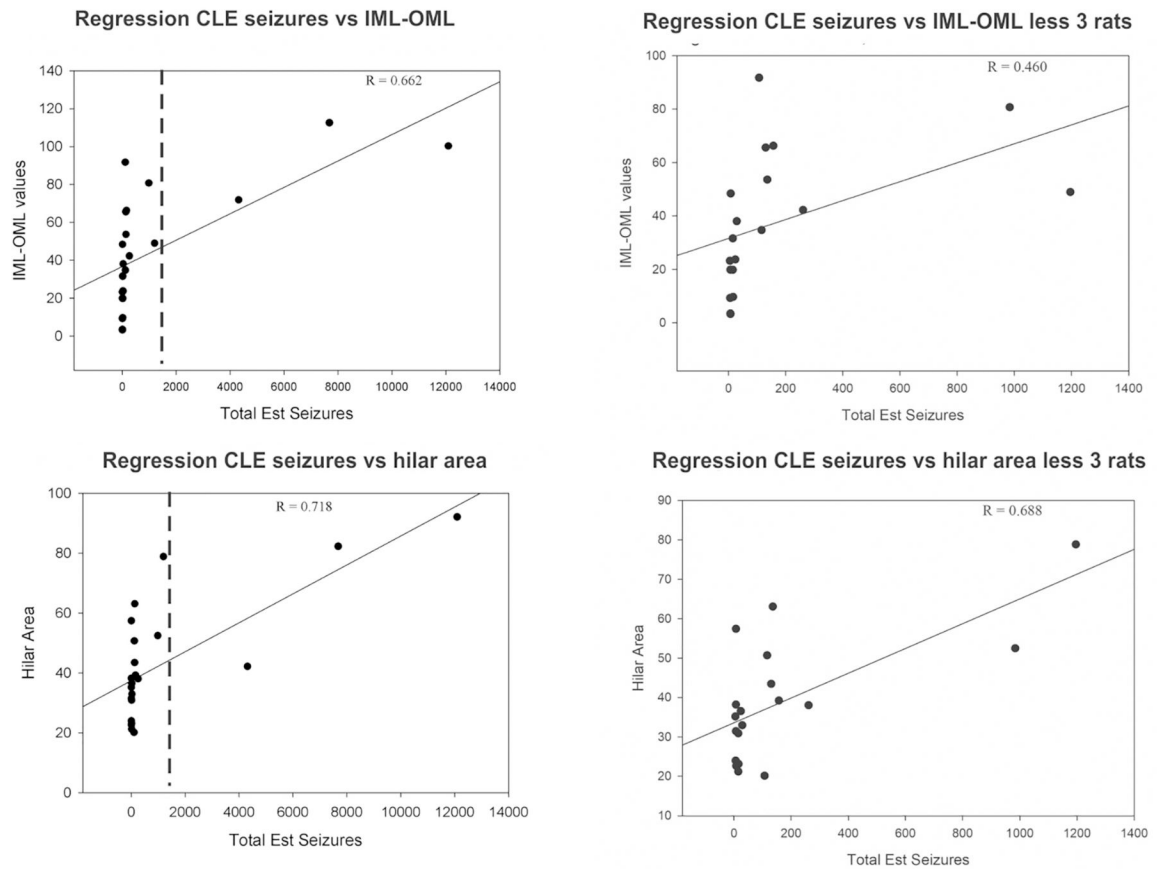 Regression CLE seizures vs IML-OML
R = 0.662
140
120
100
80
60
40
20
0
IML-OML values
0 2000 4000 6000 8000 10000 12000 14000
Total Est Seizures
Regression CLE seizures vs IML-OML less 3 rats
R = 0.460
100
80
60
40
20
0
IML-OML values
0 200 400 600 800 1000 1200 1400
Total Est Seizures
Regression CLE seizures vs hilar area
R = 0.718
100
80
60
40
20
0
Hilar Area
0 2000 4000 6000 8000 10000 12000 14000
Total Est Seizures
Regression CLE seizures vs hilar area less 3 rats
R = 0.688
90
80
70
60
50
40
30
20
10
Hilar Area
0 200 400 600 800 1000 1200 1400
Total Est Seizures